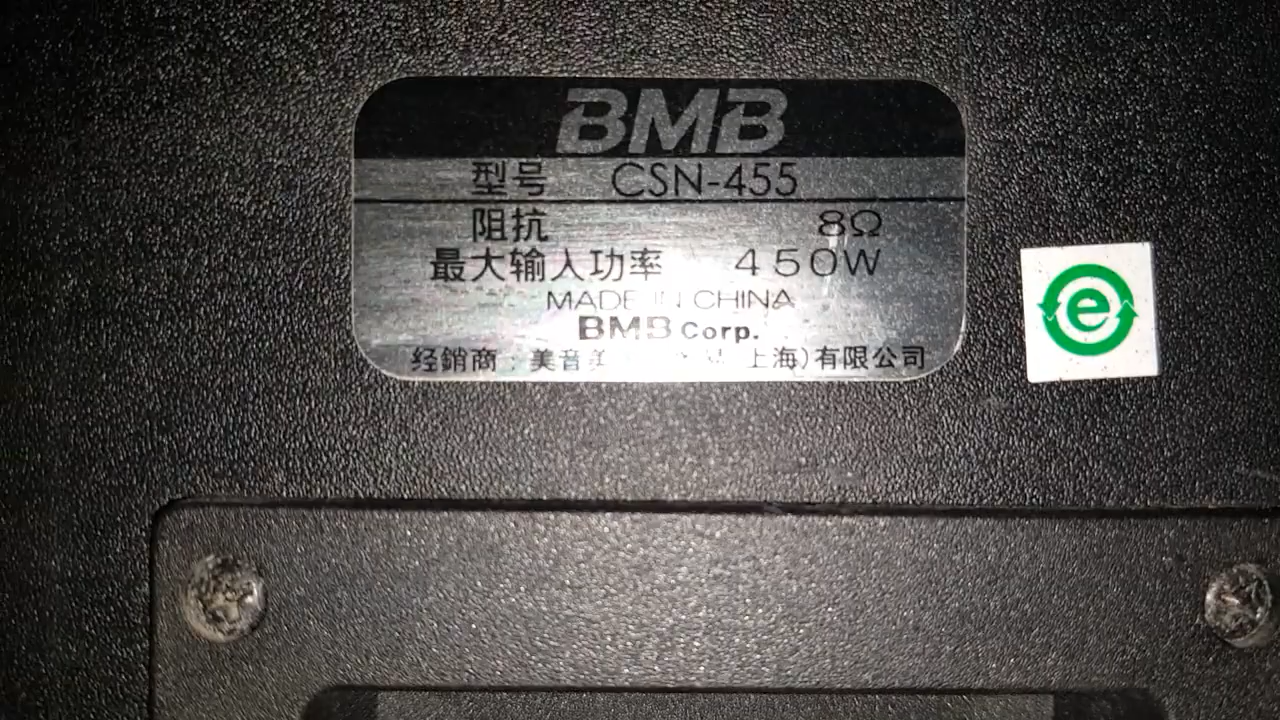 BMB
型号 CSN-455
阻抗 8Ω
最大输入功率 450W
MADE IN CHINA
BMB Corp.
经銷商 : 美音 上海)有限公司
e